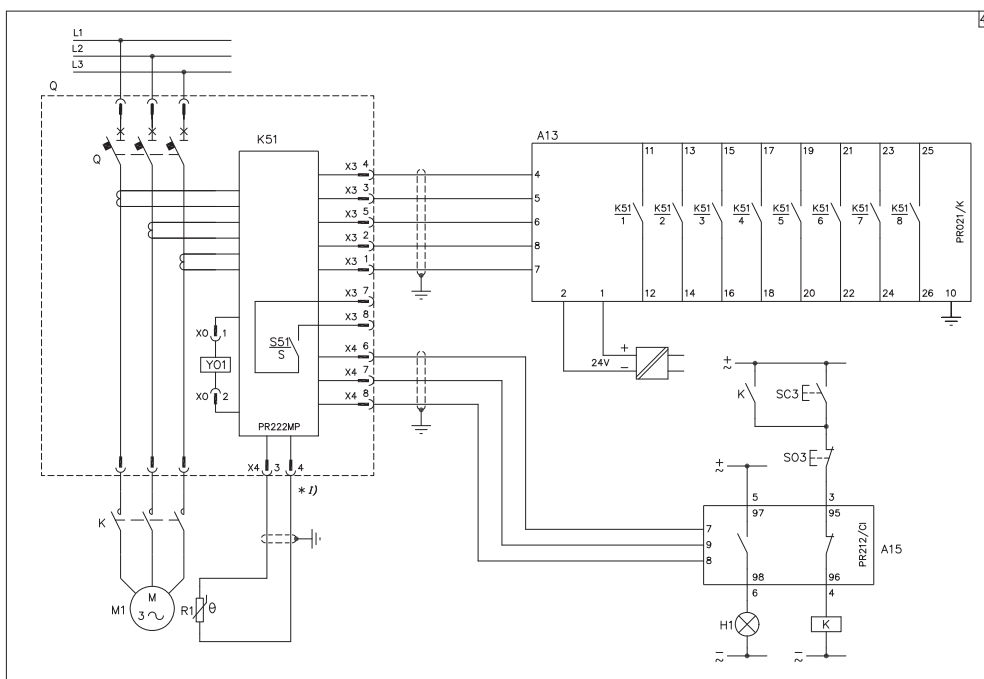 4
L1
L2
L3
Q
Q
K51
X3 4
X3 3
X3 5
X3 2
X3 1
X3 7
X3 8
X4 6
X4 7
X4 8
S51
S
X0 1
Y01
X0 2
PR222MP
X4 3 4
* 1)
K
M
3
M1
R1 θ
A13
11 13 15 17 19 21 23 25
4
5
6
8
7
K51 K51 K51 K51 K51 K51 K51 K51
1 2 3 4 5 6 7 8
PR021/K
2 1 12 14 16 18 20 22 24 26 10
+
24V
−
+
~
K
SC3
SO3
+
~
5 3
97 95
7
9
8
PR212/CI
A15
98 96
6 4
H1
K
−
~
−
~